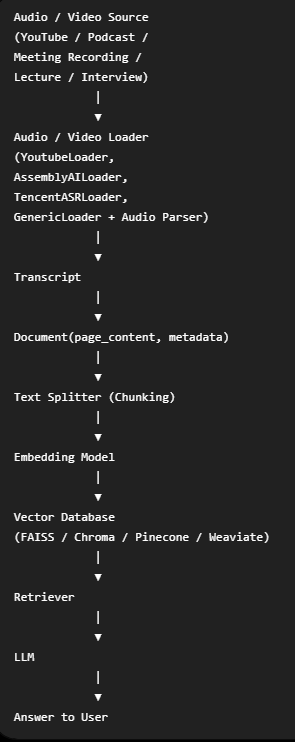 Audio / Video Source
(YouTube / Podcast /
Meeting Recording /
Lecture / Interview)
│
▼
Audio / Video Loader
(YoutubeLoader,
AssemblyAILoader,
TencentASRLoader,
GenericLoader + Audio Parser)
│
▼
Transcript
│
▼
Document(page_content, metadata)
│
▼
Text Splitter (Chunking)
│
▼
Embedding Model
│
▼
Vector Database
(FAISS / Chroma / Pinecone / Weaviate)
│
▼
Retriever
│
▼
LLM
│
▼
Answer to User